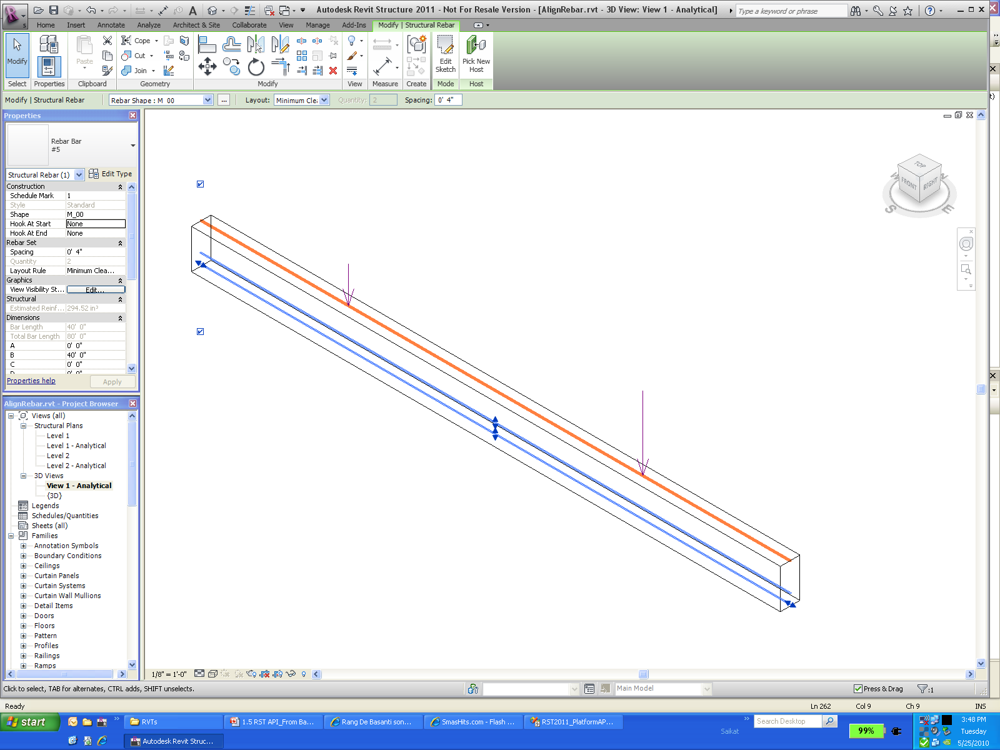 Autodesk Revit Structure 2011 - Not For Resale Version - [AlignRebar.rvt - 3D View: View 1 - Analytical]
Type a keyword or phrase
Home Insert Annotate Analyze Architect & Site Collaborate View Manage Add-Ins Modify | Structural Rebar
Modify
Paste
Cope
Cut
Join
Edit Sketch
Pick New Host
Select Properties Clipboard Geometry Modify View Measure Create Mode Host
Modify | Structural Rebar
Rebar Shape : M_00
...
Layout: Minimum Clea
Quantity: 2
Spacing: 0' 4"
Properties
Rebar Bar
#5
Structural Rebar (1)
Edit Type
Construction
Schedule Mark 1
Style Standard
Shape M_00
Hook At Start None
Hook At End None
Rebar Set
Spacing 0' 4"
Quantity 2
Layout Rule Minimum Clea...
Graphics
View Visibility St... Edit...
Structural
Estimated Reinf... 294.52 in³
Dimensions
Bar Length 40' 0"
Total Bar Length 80' 0"
A 0' 0"
B 40' 0"
C 0' 0"
D 0' 0"
Properties help
Apply
AlignRebar.rvt - Project Browser
Views (all)
Structural Plans
Level 1
Level 1 - Analytical
Level 2
Level 2 - Analytical
3D Views
View 1 - Analytical
{3D}
Legends
Schedules/Quantities
Sheets (all)
Families
Annotation Symbols
Boundary Conditions
Ceilings
Curtain Panels
Curtain Systems
Curtain Wall Mullions
Detail Items
Doors
Floors
Pattern
Profiles
Railings
Ramps
TOP
FRONT
RIGHT
W N
S E
1/8" = 1'-0"
Click to select, TAB for alternates, CTRL adds, SHIFT unselects.
Main Model
Press & Drag
:1
Ready
Ln 262 Col 9 Ch 9 INS
start
RVTs
1.5 RST API_From Ba...
Rang De Basanti son...
SmasHits.com - Flash ...
RST2011_PlatformAP...
Autodesk Revit Struc...
Search Desktop
Saikat
99%
3:48 PM
Tuesday
5/25/2010